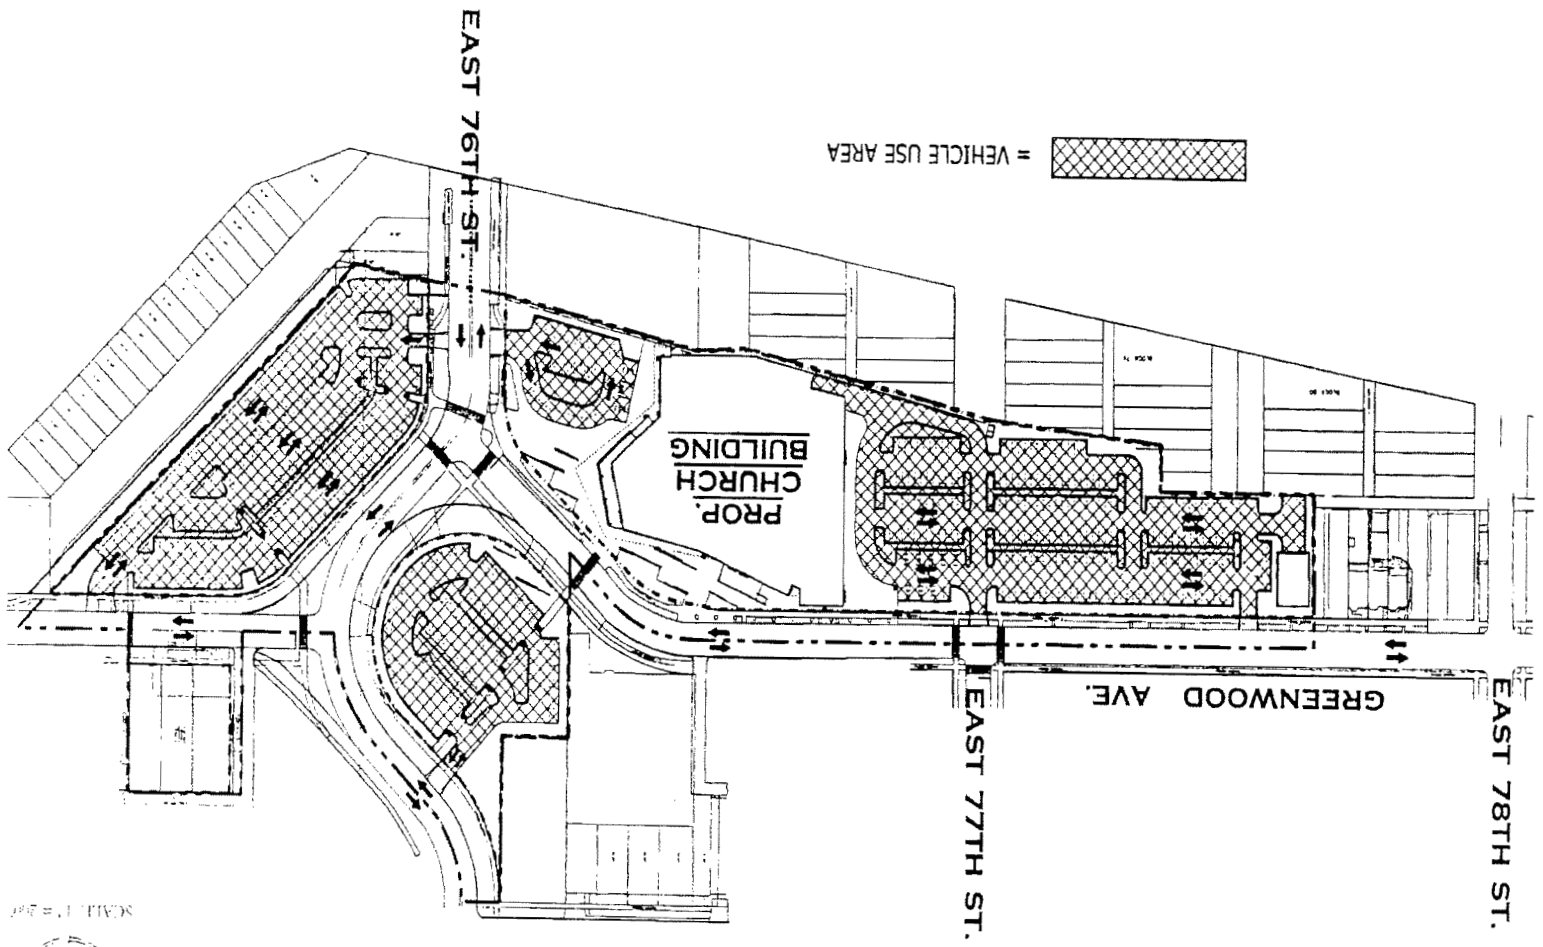 EAST 76TH ST.
= VEHICLE USE AREA
PROP.
CHURCH
BUILDING
GREENWOOD AVE.
EAST 77TH ST.
EAST 78TH ST.